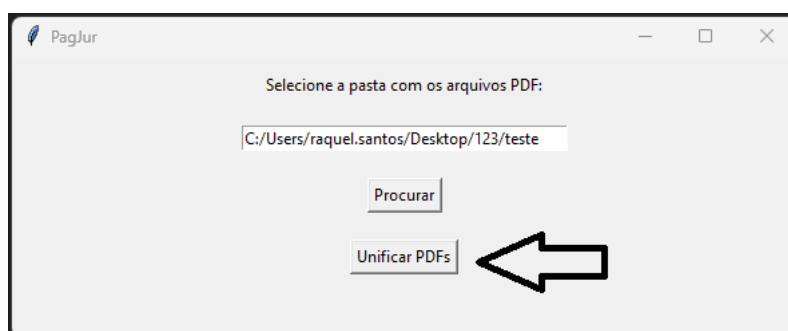 PagJur
Selecione a pasta com os arquivos PDF:
C:/Users/raquel.santos/Desktop/123/teste
Procurar
Unificar PDFs